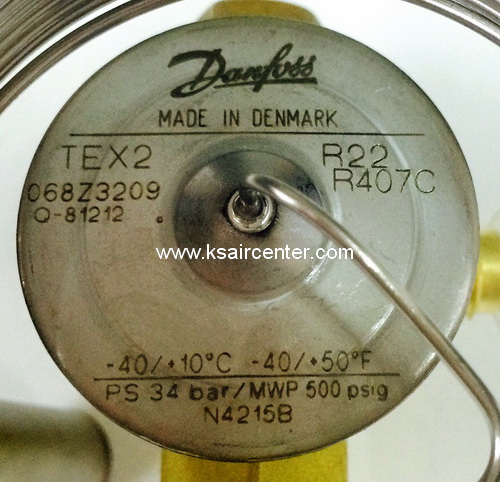 Danfoss
MADE IN DENMARK
TEX2 R22
068Z3209 R407C
Q-81212 .
www.ksaircenter.com
-40/+10°C -40/+50°F
PS 34 bar/MWP 500 psig
N4215B